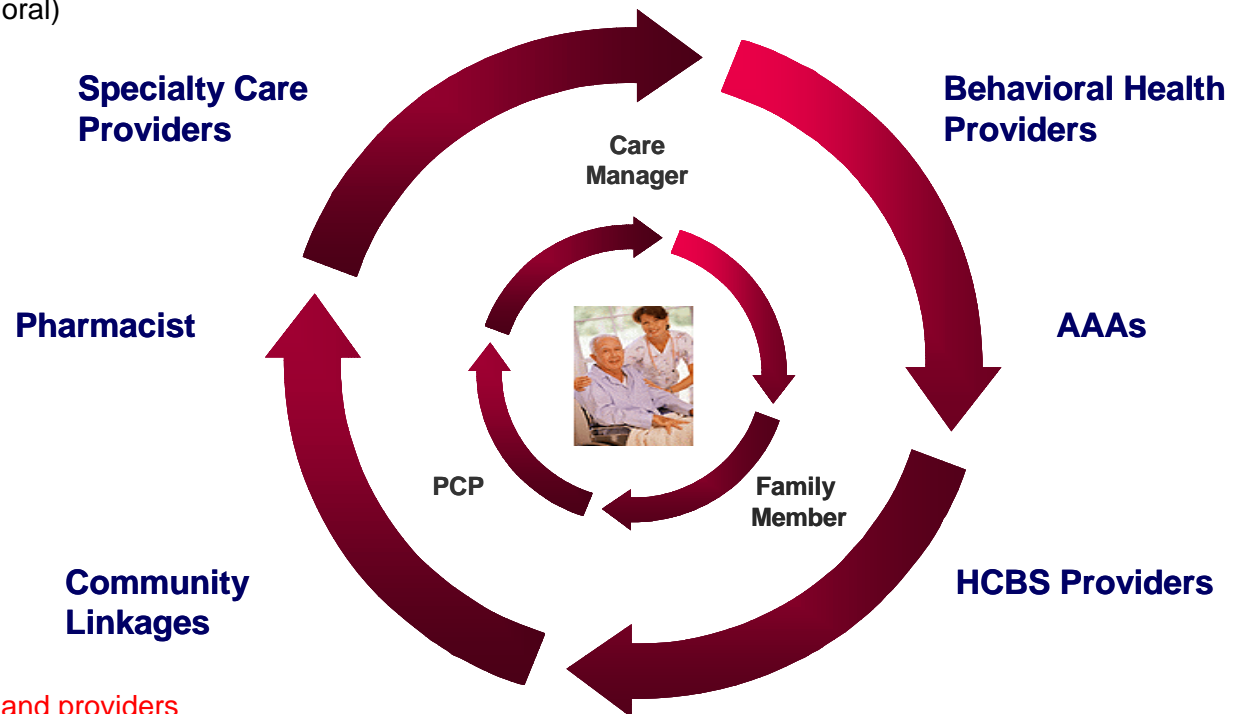 oral)
Specialty Care
Providers
Behavioral Health
Providers
Care
Manager
Pharmacist
AAAs
PCP
Family
Member
Community
Linkages
HCBS Providers
and providers